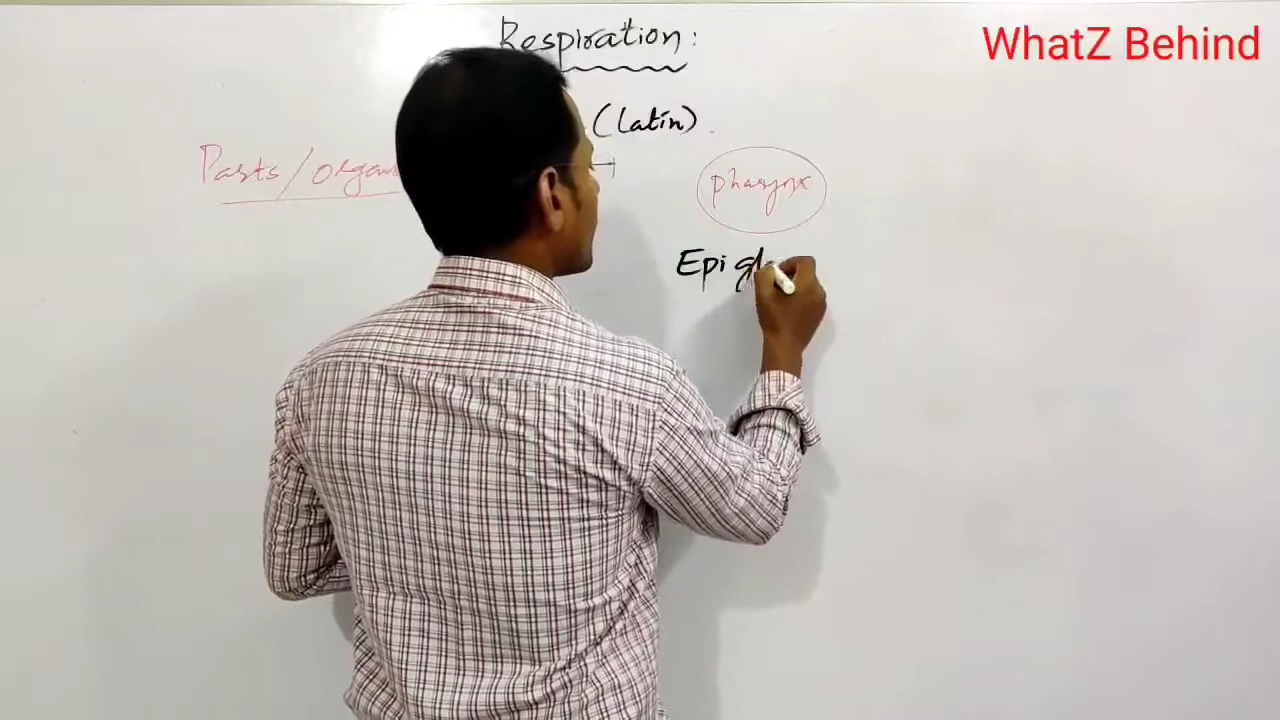 Respiration:
WhatZ Behind
(latin)
Parts/organ
pharynx
Epigl